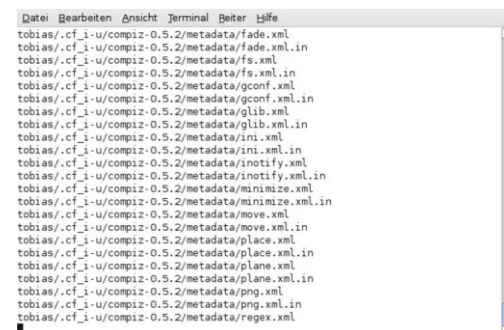 Datei Bearbeiten Ansicht Terminal Reiter Hilfe
tobias/.cf_i-u/compiz-0.5.2/metadata/fade.xml
tobias/.cf_i-u/compiz-0.5.2/metadata/fade.xml.in
tobias/.cf_i-u/compiz-0.5.2/metadata/fs.xml
tobias/.cf_i-u/compiz-0.5.2/metadata/fs.xml.in
tobias/.cf_i-u/compiz-0.5.2/metadata/gconf.xml
tobias/.cf_i-u/compiz-0.5.2/metadata/gconf.xml.in
tobias/.cf_i-u/compiz-0.5.2/metadata/glib.xml
tobias/.cf_i-u/compiz-0.5.2/metadata/glib.xml.in
tobias/.cf_i-u/compiz-0.5.2/metadata/ini.xml
tobias/.cf_i-u/compiz-0.5.2/metadata/ini.xml.in
tobias/.cf_i-u/compiz-0.5.2/metadata/inotify.xml
tobias/.cf_i-u/compiz-0.5.2/metadata/inotify.xml.in
tobias/.cf_i-u/compiz-0.5.2/metadata/minimize.xml
tobias/.cf_i-u/compiz-0.5.2/metadata/minimize.xml.in
tobias/.cf_i-u/compiz-0.5.2/metadata/move.xml
tobias/.cf_i-u/compiz-0.5.2/metadata/move.xml.in
tobias/.cf_i-u/compiz-0.5.2/metadata/place.xml
tobias/.cf_i-u/compiz-0.5.2/metadata/place.xml.in
tobias/.cf_i-u/compiz-0.5.2/metadata/plane.xml
tobias/.cf_i-u/compiz-0.5.2/metadata/plane.xml.in
tobias/.cf_i-u/compiz-0.5.2/metadata/png.xml
tobias/.cf_i-u/compiz-0.5.2/metadata/png.xml.in
tobias/.cf_i-u/compiz-0.5.2/metadata/regex.xml